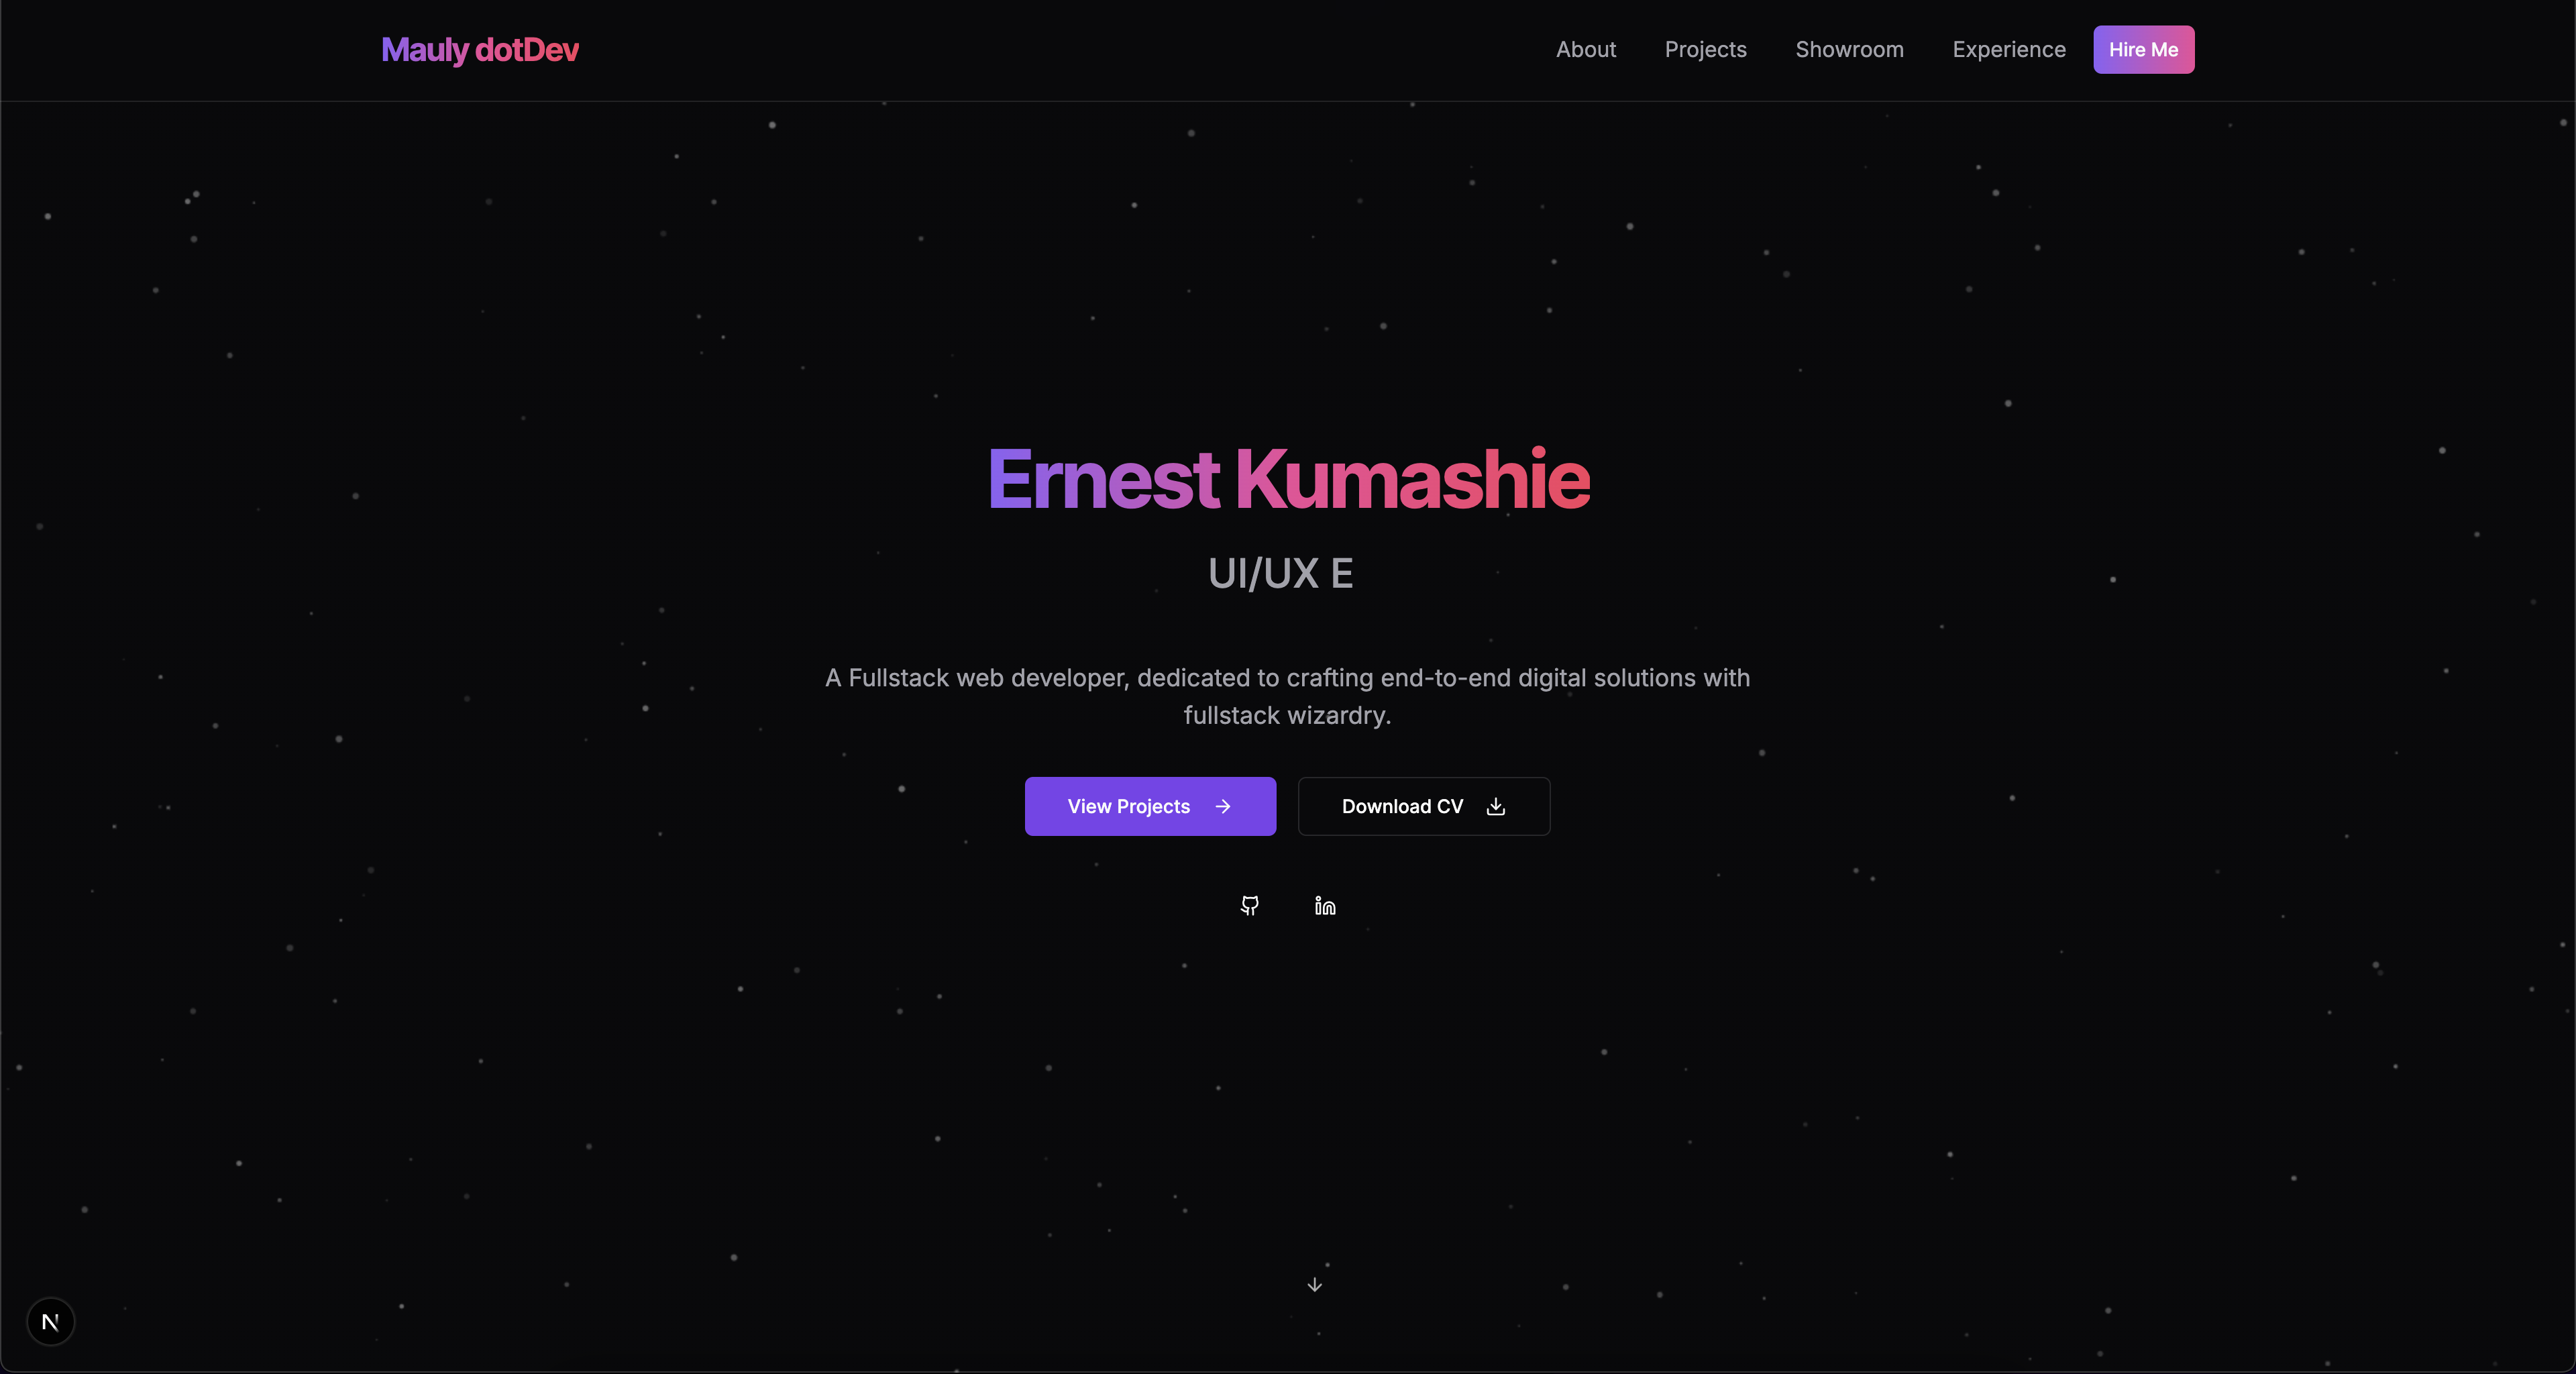 Mauly dotDev
About
Projects
Showroom
Experience
Hire Me
Ernest Kumashie
UI/UX E
A Fullstack web developer, dedicated to crafting end-to-end digital solutions with
fullstack wizardry.
View Projects
Download CV
in
N